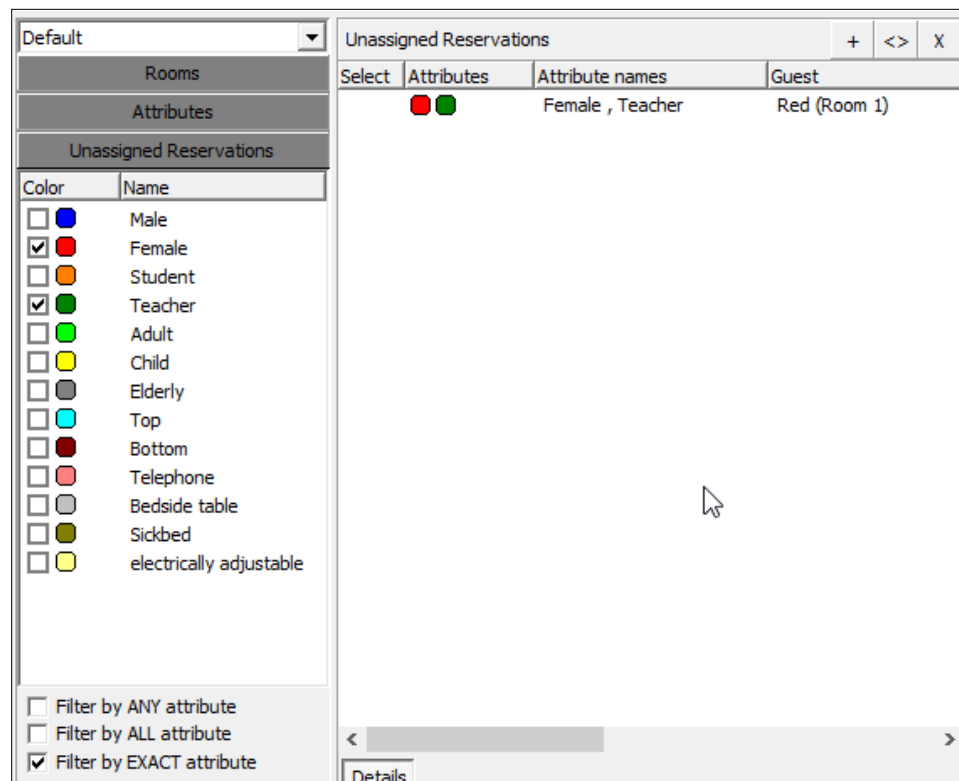 Default
Rooms
Attributes
Unassigned Reservations
Color Name
Male
Female
Student
Teacher
Adult
Child
Elderly
Top
Bottom
Telephone
Bedside table
Sickbed
electrically adjustable
Filter by ANY attribute
Filter by ALL attribute
Filter by EXACT attribute
Unassigned Reservations + <> X
Select Attributes Attribute names Guest
Female , Teacher Red (Room 1)
Details